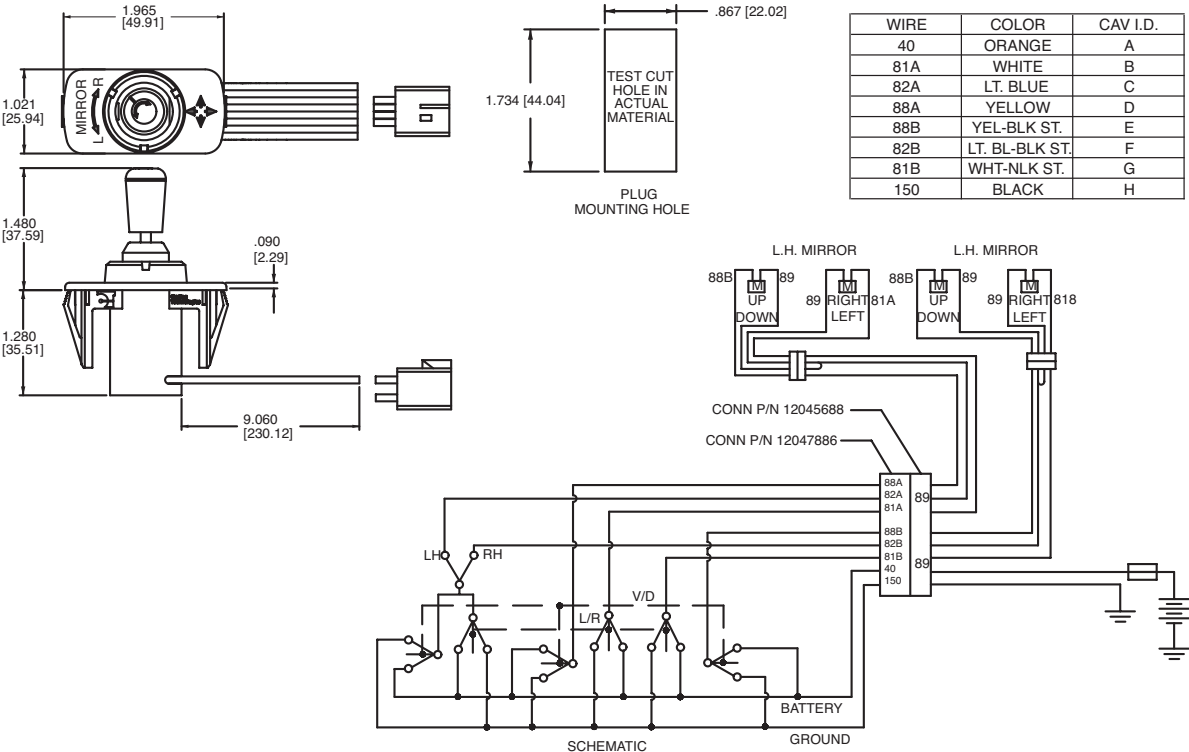 1.965
[49.91]
1.021
[25.94]
MIRROR
L R
1.480
[37.59]
.090
[2.29]
1.280
[35.51]
9.060
[230.12]
.867 [22.02]
1.734 [44.04]
TEST CUT
HOLE IN
ACTUAL
MATERIAL
PLUG
MOUNTING HOLE
WIRE COLOR CAV I.D.
40 ORANGE A
81A WHITE B
82A LT. BLUE C
88A YELLOW D
88B YEL-BLK ST. E
82B LT. BL-BLK ST. F
81B WHT-NLK ST. G
150 BLACK H
L.H. MIRROR L.H. MIRROR
88B M 89 M 88B M 89 M
UP 89 RIGHT 81A UP 89 RIGHT 818
DOWN LEFT DOWN LEFT
CONN P/N 12045688
CONN P/N 12047886
88A
82A 89
81A
88B
82B
81B
40 89
150
LH RH
V/D
L/R
BATTERY
GROUND
SCHEMATIC